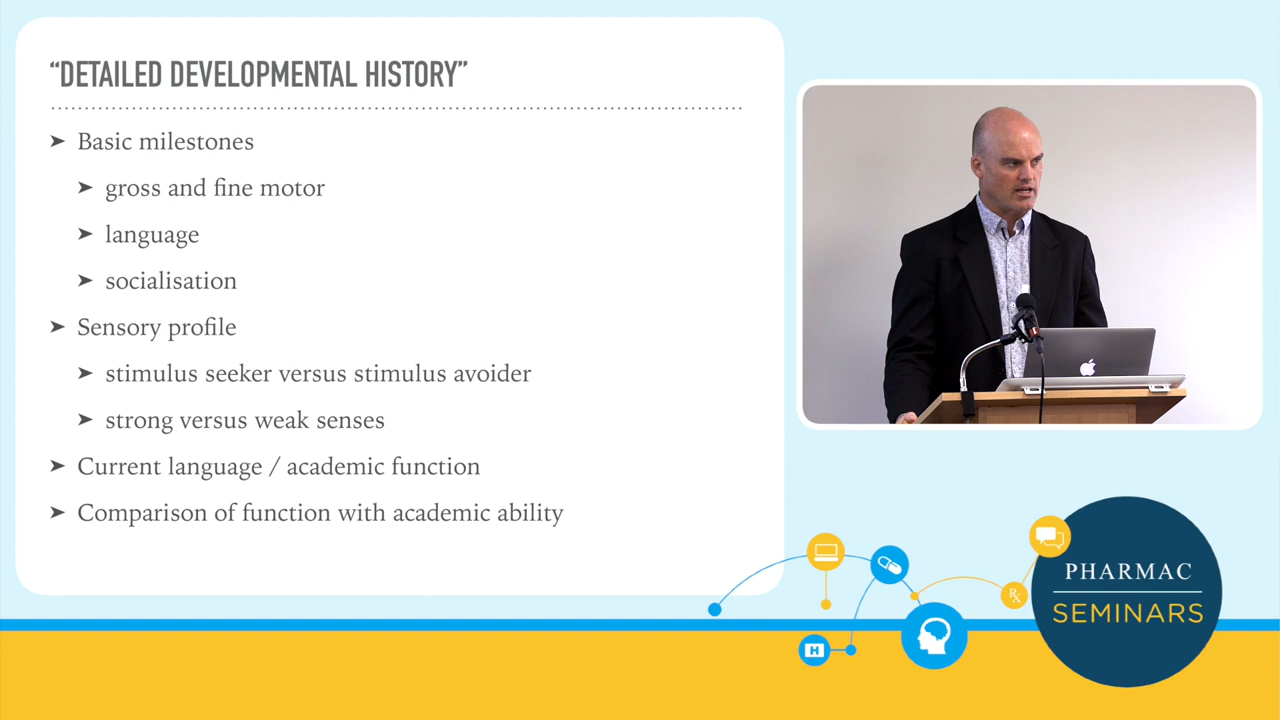 “DETAILED DEVELOPMENTAL HISTORY”
➤ Basic milestones
➤ gross and fine motor
➤ language
➤ socialisation
➤ Sensory profile
➤ stimulus seeker versus stimulus avoider
➤ strong versus weak senses
➤ Current language / academic function
➤ Comparison of function with academic ability
H
Rx
PHARMAC
SEMINARS